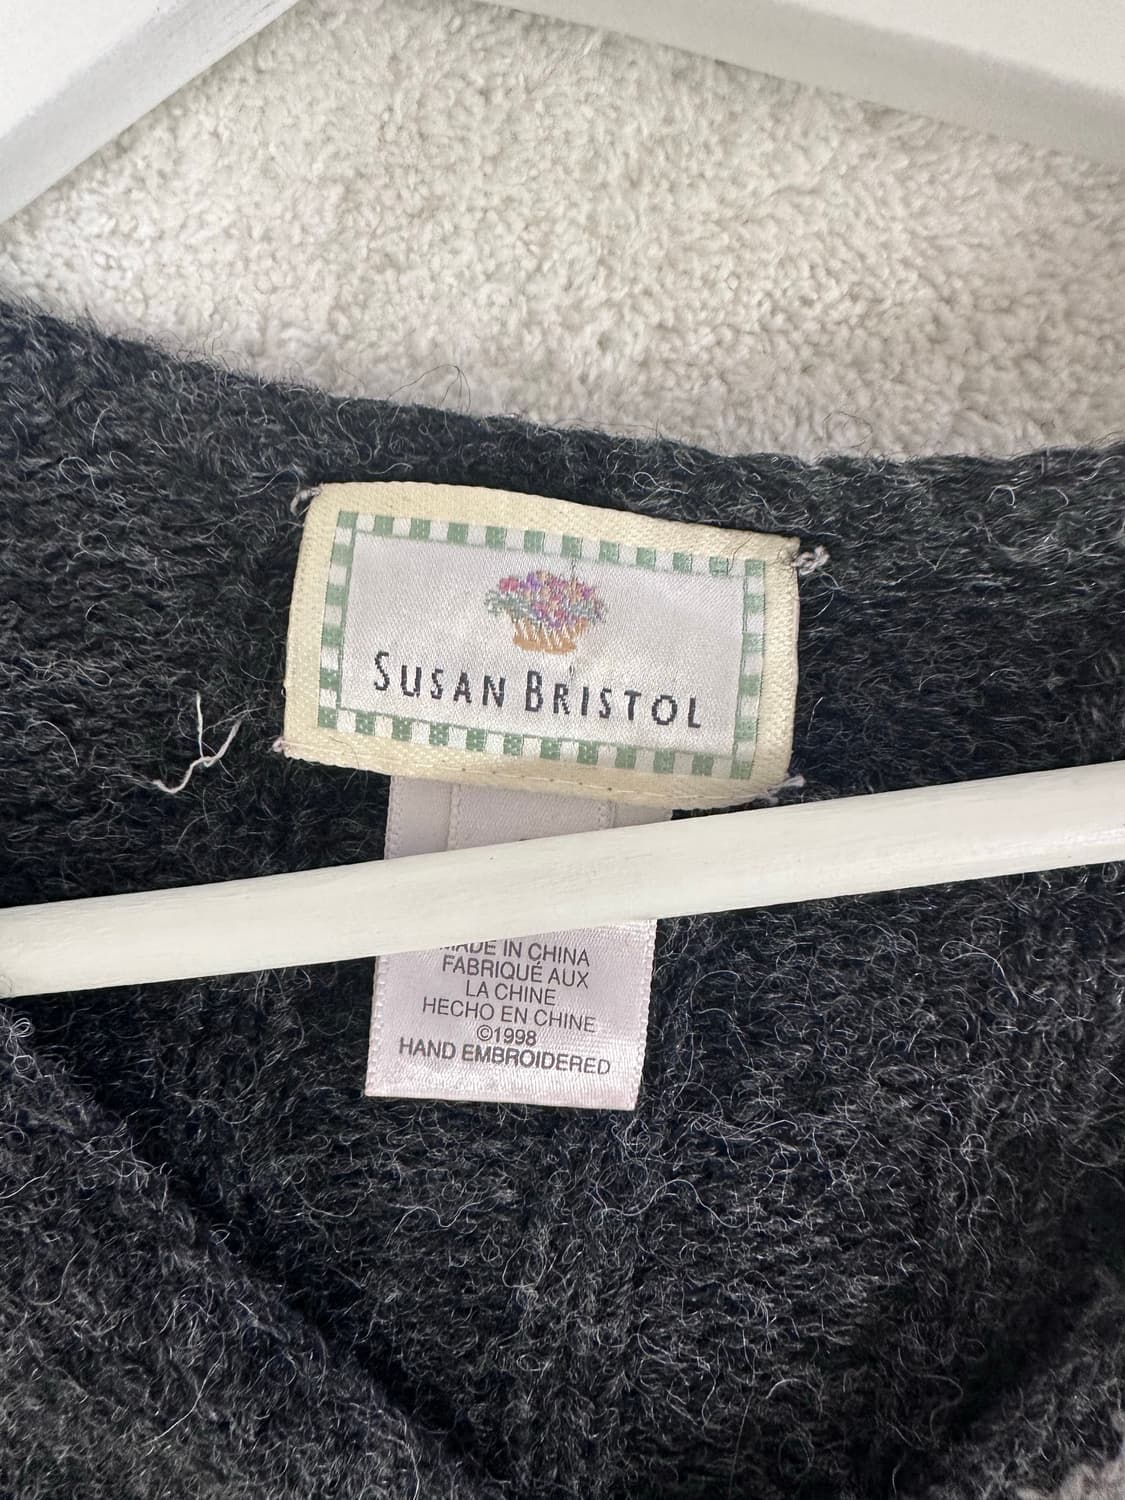 SUSAN BRISTOL
MADE IN CHINA
FABRIQUÉ AUX
LA CHINE
HECHO EN CHINE
©1998
HAND EMBROIDERED